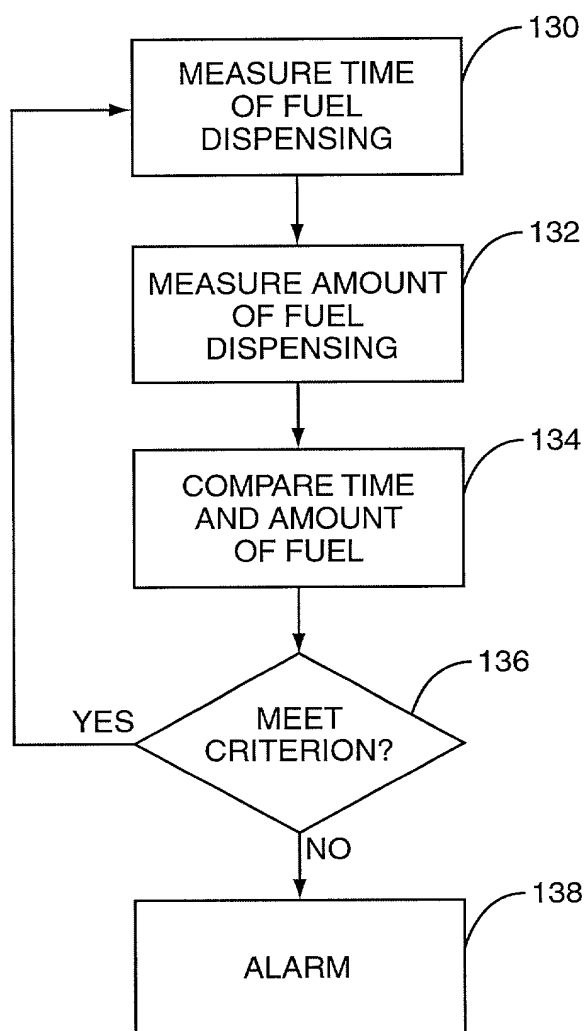 130
MEASURE TIME
OF FUEL
DISPENSING
132
MEASURE AMOUNT
OF FUEL
DISPENSING
134
COMPARE TIME
AND AMOUNT
OF FUEL
136
YES
MEET
CRITERION?
NO
138
ALARM